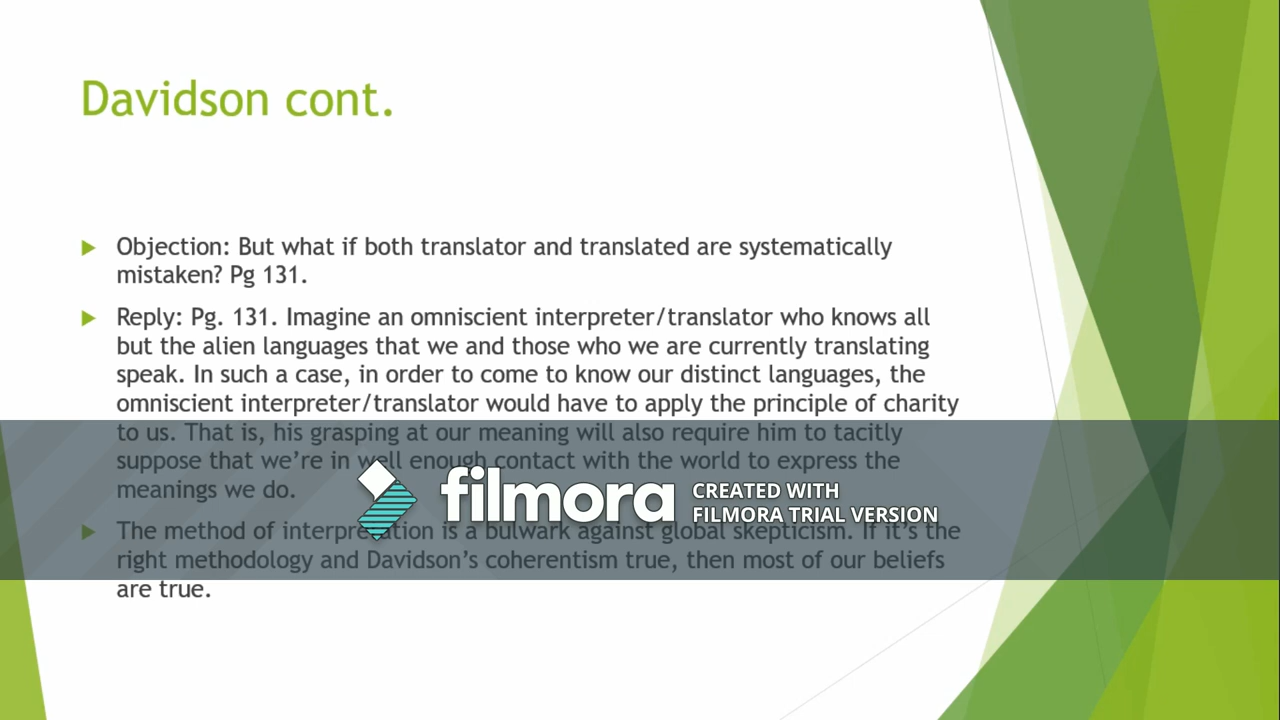 Davidson cont.
Objection: But what if both translator and translated are systematically
mistaken? Pg 131.
Reply: Pg. 131. Imagine an omniscient interpreter/translator who knows all
but the alien languages that we and those who we are currently translating
speak. In such a case, in order to come to know our distinct languages, the
omniscient interpreter/translator would have to apply the principle of charity
to us. That is, his grasping at our meaning will also require him to tacitly
suppose that we’re in well enough contact with the world to express the
meanings we do.
filmora
CREATED WITH
FILMORA TRIAL VERSION
The method of interpretation is a bulwark against global skepticism. If it’s the
right methodology and Davidson’s coherentism true, then most of our beliefs
are true.